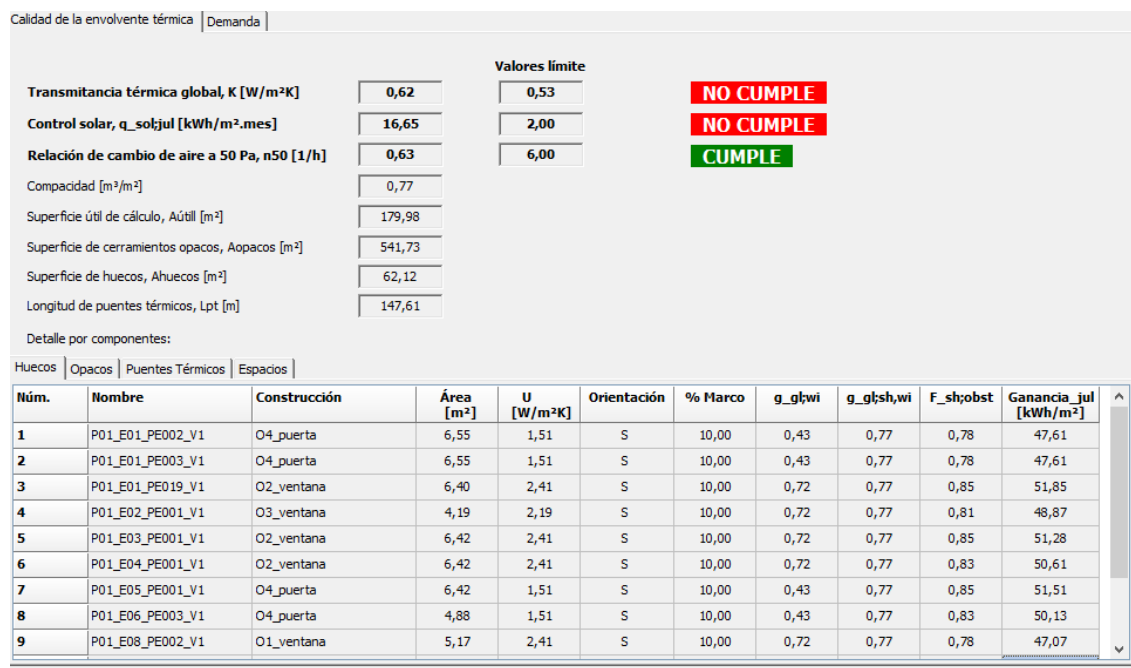 Calidad de la envolvente térmica Demanda
Valores límite
Transmitancia térmica global, K [W/m²K] 0,62 0,53 NO CUMPLE
Control solar, q_sol;jul [kWh/m².mes] 16,65 2,00 NO CUMPLE
Relación de cambio de aire a 50 Pa, n50 [1/h] 0,63 6,00 CUMPLE
Compacidad [m³/m²] 0,77
Superficie útil de cálculo, Aútill [m²] 179,98
Superficie de cerramientos opacos, Aopacos [m²] 541,73
Superficie de huecos, Ahuecos [m²] 62,12
Longitud de puentes térmicos, Lpt [m] 147,61
Detalle por componentes:
Huecos Opacos Puentes Térmicos Espacios
Núm. Nombre Construcción Área [m²] U [W/m²K] Orientación % Marco g_gl;wi g_gl;sh,wi F_sh;obst Ganancia_jul [kWh/m²]
1 P01_E01_PE002_V1 O4_puerta 6,55 1,51 S 10,00 0,43 0,77 0,78 47,61
2 P01_E01_PE003_V1 O4_puerta 6,55 1,51 S 10,00 0,43 0,77 0,78 47,61
3 P01_E01_PE019_V1 O2_ventana 6,40 2,41 S 10,00 0,72 0,77 0,85 51,85
4 P01_E02_PE001_V1 O3_ventana 4,19 2,19 S 10,00 0,72 0,77 0,81 48,87
5 P01_E03_PE001_V1 O2_ventana 6,42 2,41 S 10,00 0,72 0,77 0,85 51,28
6 P01_E04_PE001_V1 O2_ventana 6,42 2,41 S 10,00 0,72 0,77 0,83 50,61
7 P01_E05_PE001_V1 O4_puerta 6,42 1,51 S 10,00 0,43 0,77 0,85 51,51
8 P01_E06_PE003_V1 O4_puerta 4,88 1,51 S 10,00 0,43 0,77 0,83 50,13
9 P01_E08_PE002_V1 O1_ventana 5,17 2,41 S 10,00 0,72 0,77 0,78 47,07